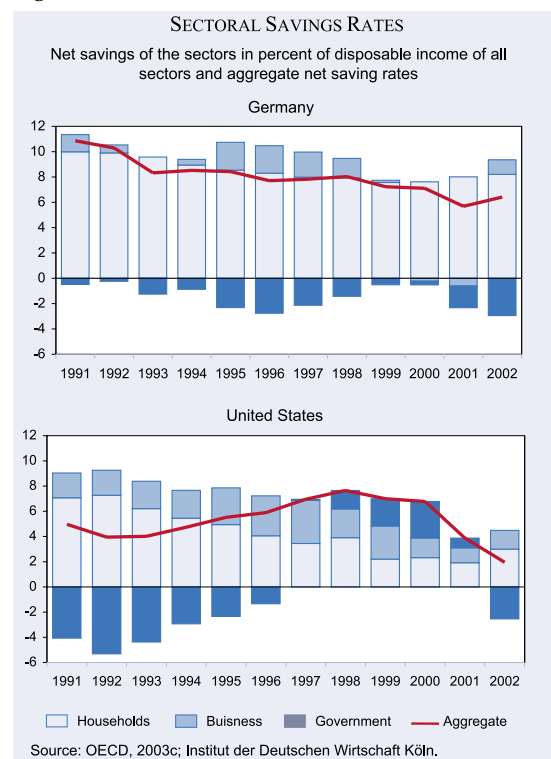 SECTORAL SAVINGS RATES
Net savings of the sectors in percent of disposable income of all
sectors and aggregate net saving rates
Germany
12
10
8
6
4
2
0
-2
-4
-6
1991 1992 1993 1994 1995 1996 1997 1998 1999 2000 2001 2002
United States
12
10
8
6
4
2
0
-2
-4
-6
1991 1992 1993 1994 1995 1996 1997 1998 1999 2000 2001 2002
Households Buisness Government Aggregate
Source: OECD, 2003c; Institut der Deutschen Wirtschaft Köln.